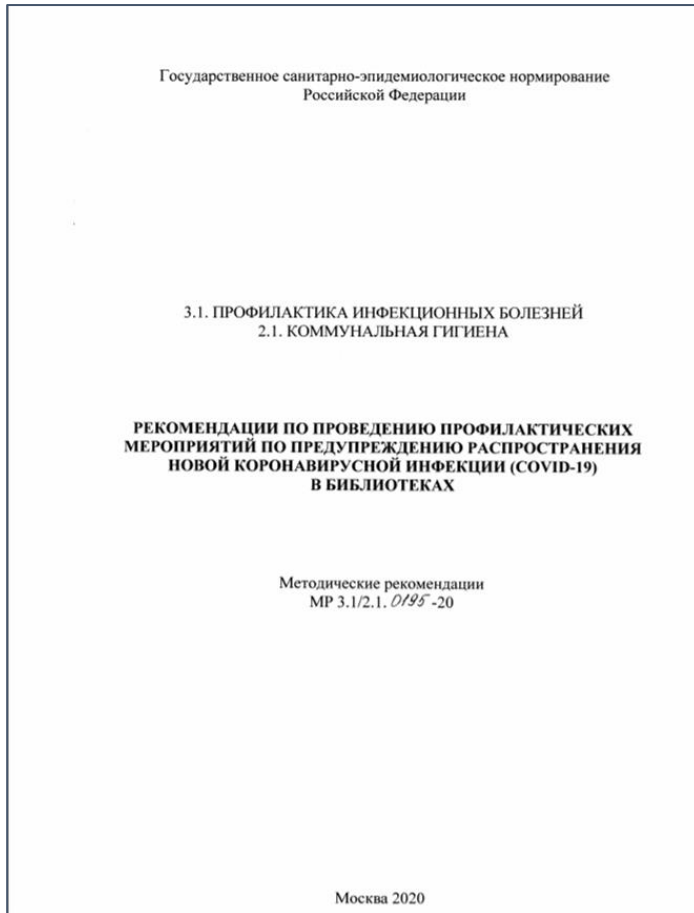 Государственное санитарно-эпидемиологическое нормирование
Российской Федерации
3.1. ПРОФИЛАКТИКА ИНФЕКЦИОННЫХ БОЛЕЗНЕЙ
2.1. КОММУНАЛЬНАЯ ГИГИЕНА
РЕКОМЕНДАЦИИ ПО ПРОВЕДЕНИЮ ПРОФИЛАКТИЧЕСКИХ
МЕРОПРИЯТИЙ ПО ПРЕДУПРЕЖДЕНИЮ РАСПРОСТРАНЕНИЯ
НОВОЙ КОРОНАВИРУСНОЙ ИНФЕКЦИИ (COVID-19)
В БИБЛИОТЕКАХ
Методические рекомендации
МР 3.1/2.1. 0195 -20
Москва 2020